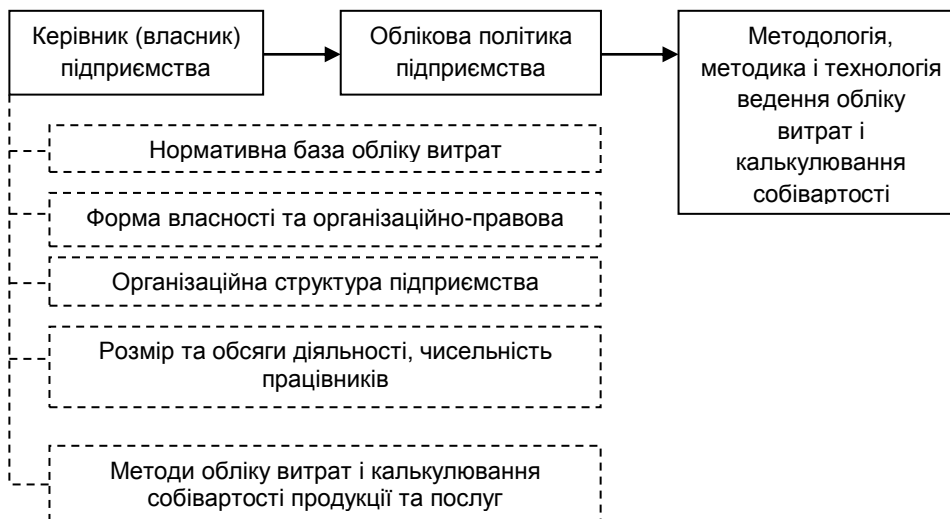 Керівник (власник)
підприємства
Облікова політика
підприємства
Методологія,
методика і технологія
ведення обліку
витрат і
калькулювання
собівартості
Нормативна база обліку витрат
Форма власності та організаційно-правова
Організаційна структура підприємства
Розмір та обсяги діяльності, чисельність
працівників
Методи обліку витрат і калькулювання
собівартості продукції та послуг